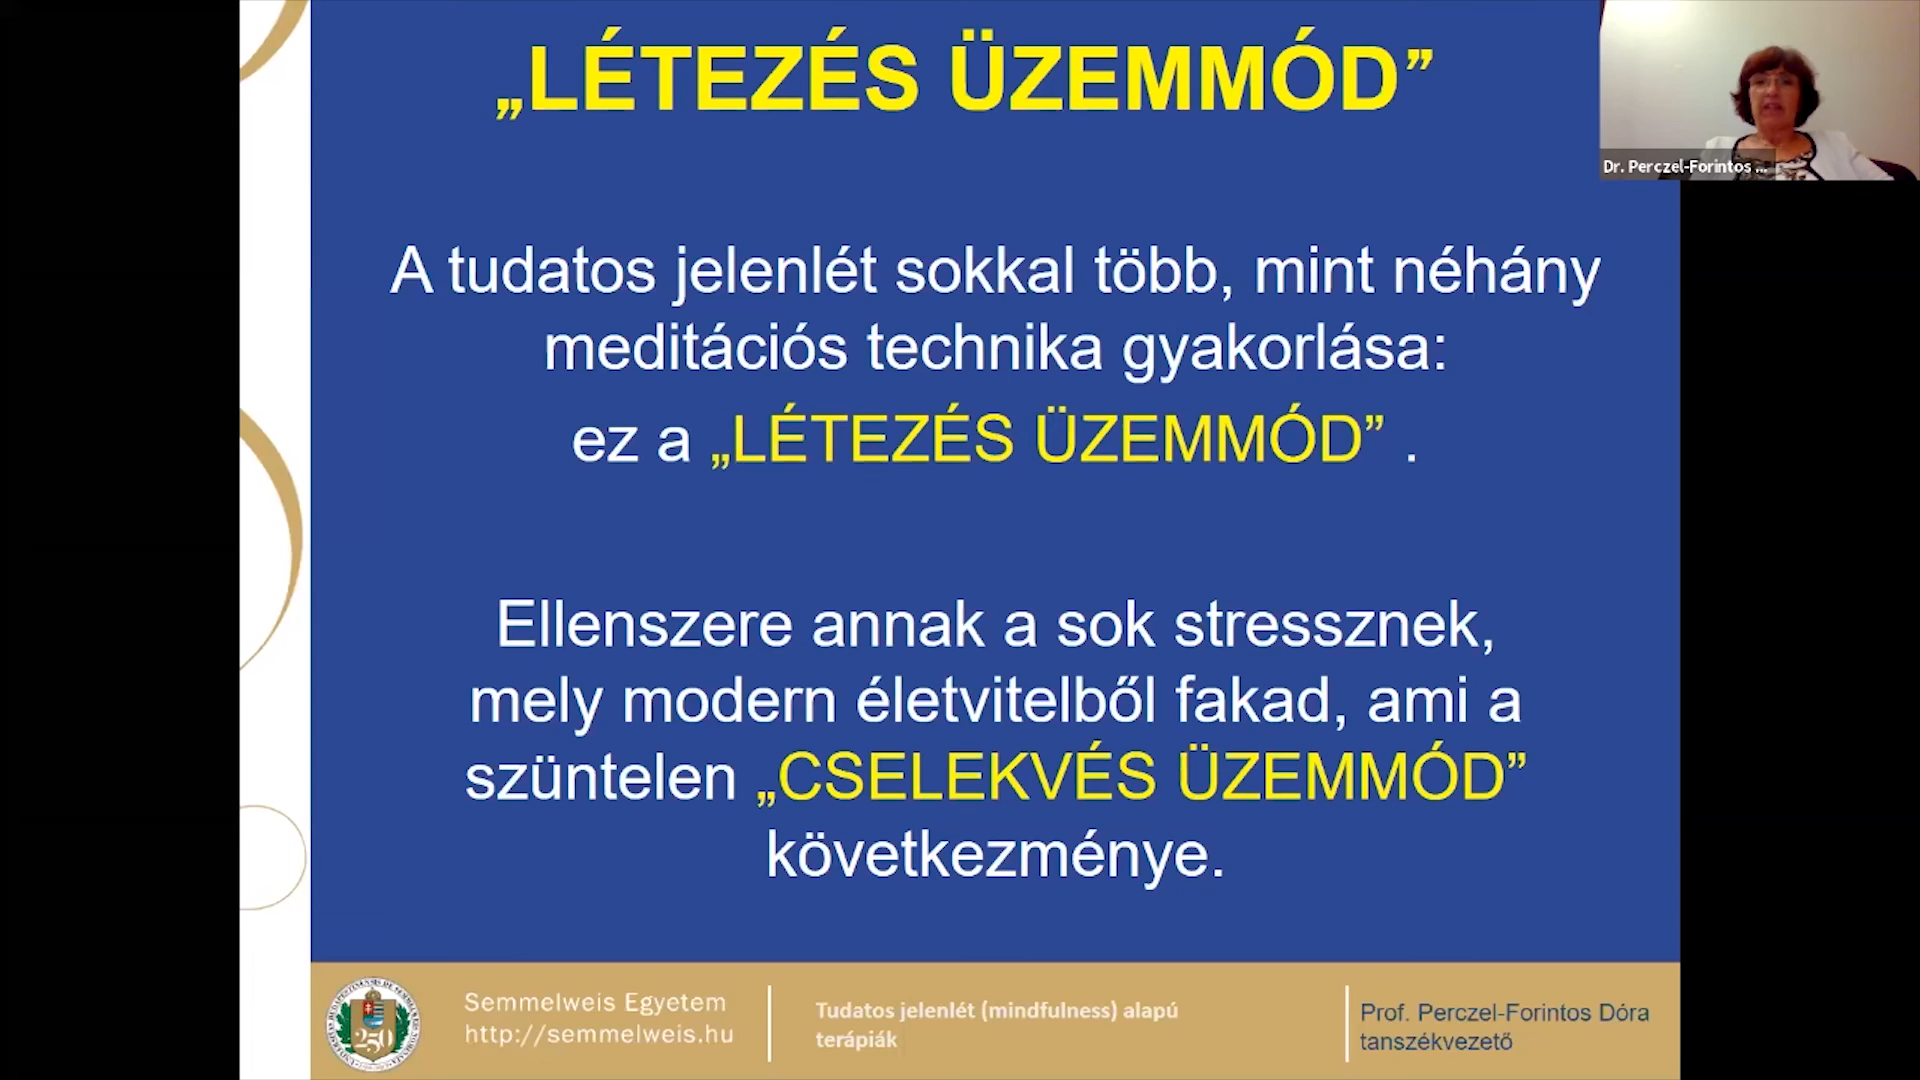 „LÉTEZÉS ÜZEMMÓD”
Dr. Perczel-Forintos ...
A tudatos jelenlét sokkal több, mint néhány
meditációs technika gyakorlása:
ez a „LÉTEZÉS ÜZEMMÓD” .
Ellenszere annak a sok stressznek,
mely modern életvitelből fakad, ami a
szüntelen „CSELEKVÉS ÜZEMMÓD”
következménye.
250
Semmelweis Egyetem
http://semmelweis.hu
Tudatos jelenlét (mindfulness) alapú
terápiák
Prof. Perczel-Forintos Dóra
tanszékvezető